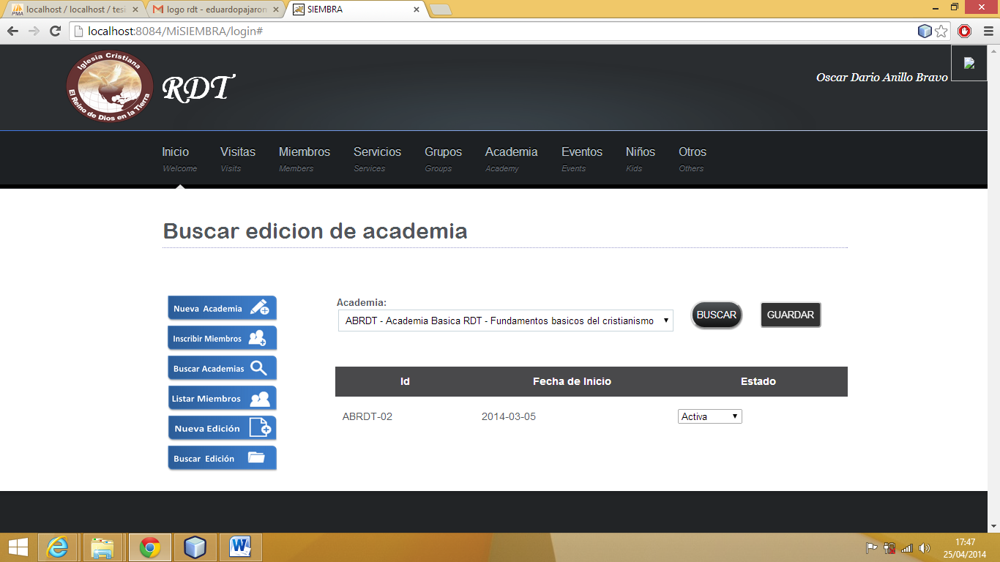 localhost / localhost / tesi
logo rdt - eduardopajaron
SIEMBRA
localhost:8084/MiSIEMBRA/login#
Iglesia Cristiana
El Reino de Dios en la Tierra
RDT
Oscar Dario Anillo Bravo
Inicio Visitas Miembros Servicios Grupos Academia Eventos Niños Otros
Welcome Visits Members Services Groups Academy Events Kids Others
Buscar edicion de academia
Nueva Academia
Inscribir Miembros
Buscar Academias
Listar Miembros
Nueva Edición
Buscar Edición
Academia:
ABRDT - Academia Basica RDT - Fundamentos basicos del cristianismo
BUSCAR
GUARDAR
Id Fecha de Inicio Estado
ABRDT-02 2014-03-05 Activa
17:47
25/04/2014